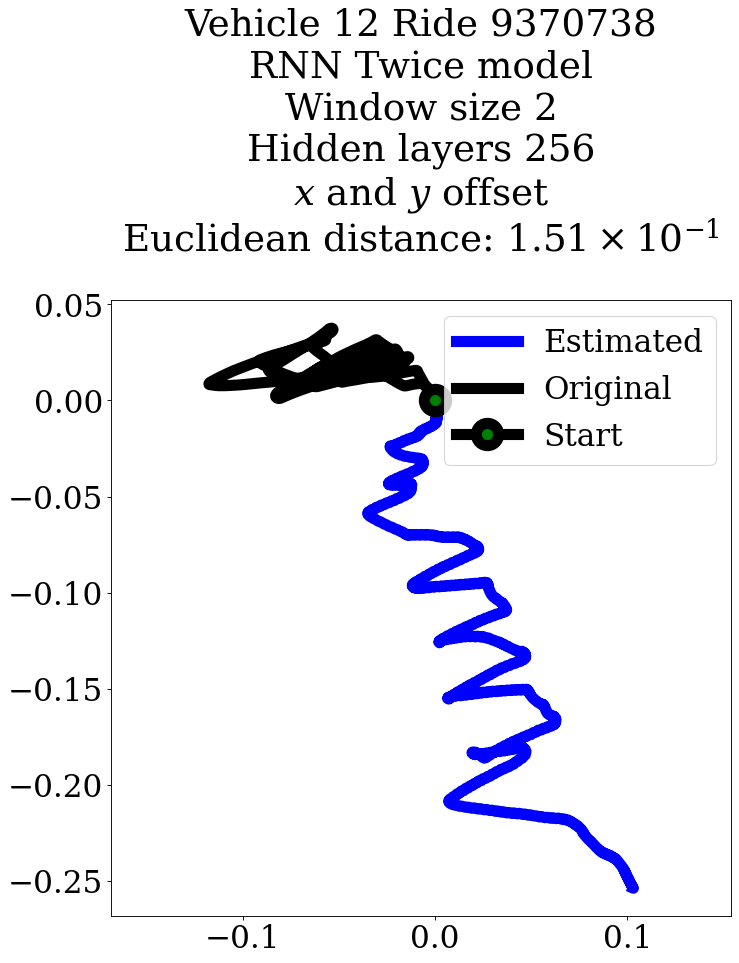 Vehicle 12 Ride 9370738
RNN Twice model
Window size 2
Hidden layers 256
x and y offset
Euclidean distance: 1.51 × 10⁻¹
0.05
0.00
−0.05
−0.10
−0.15
−0.20
−0.25
Estimated
Original
Start
−0.1
0.0
0.1